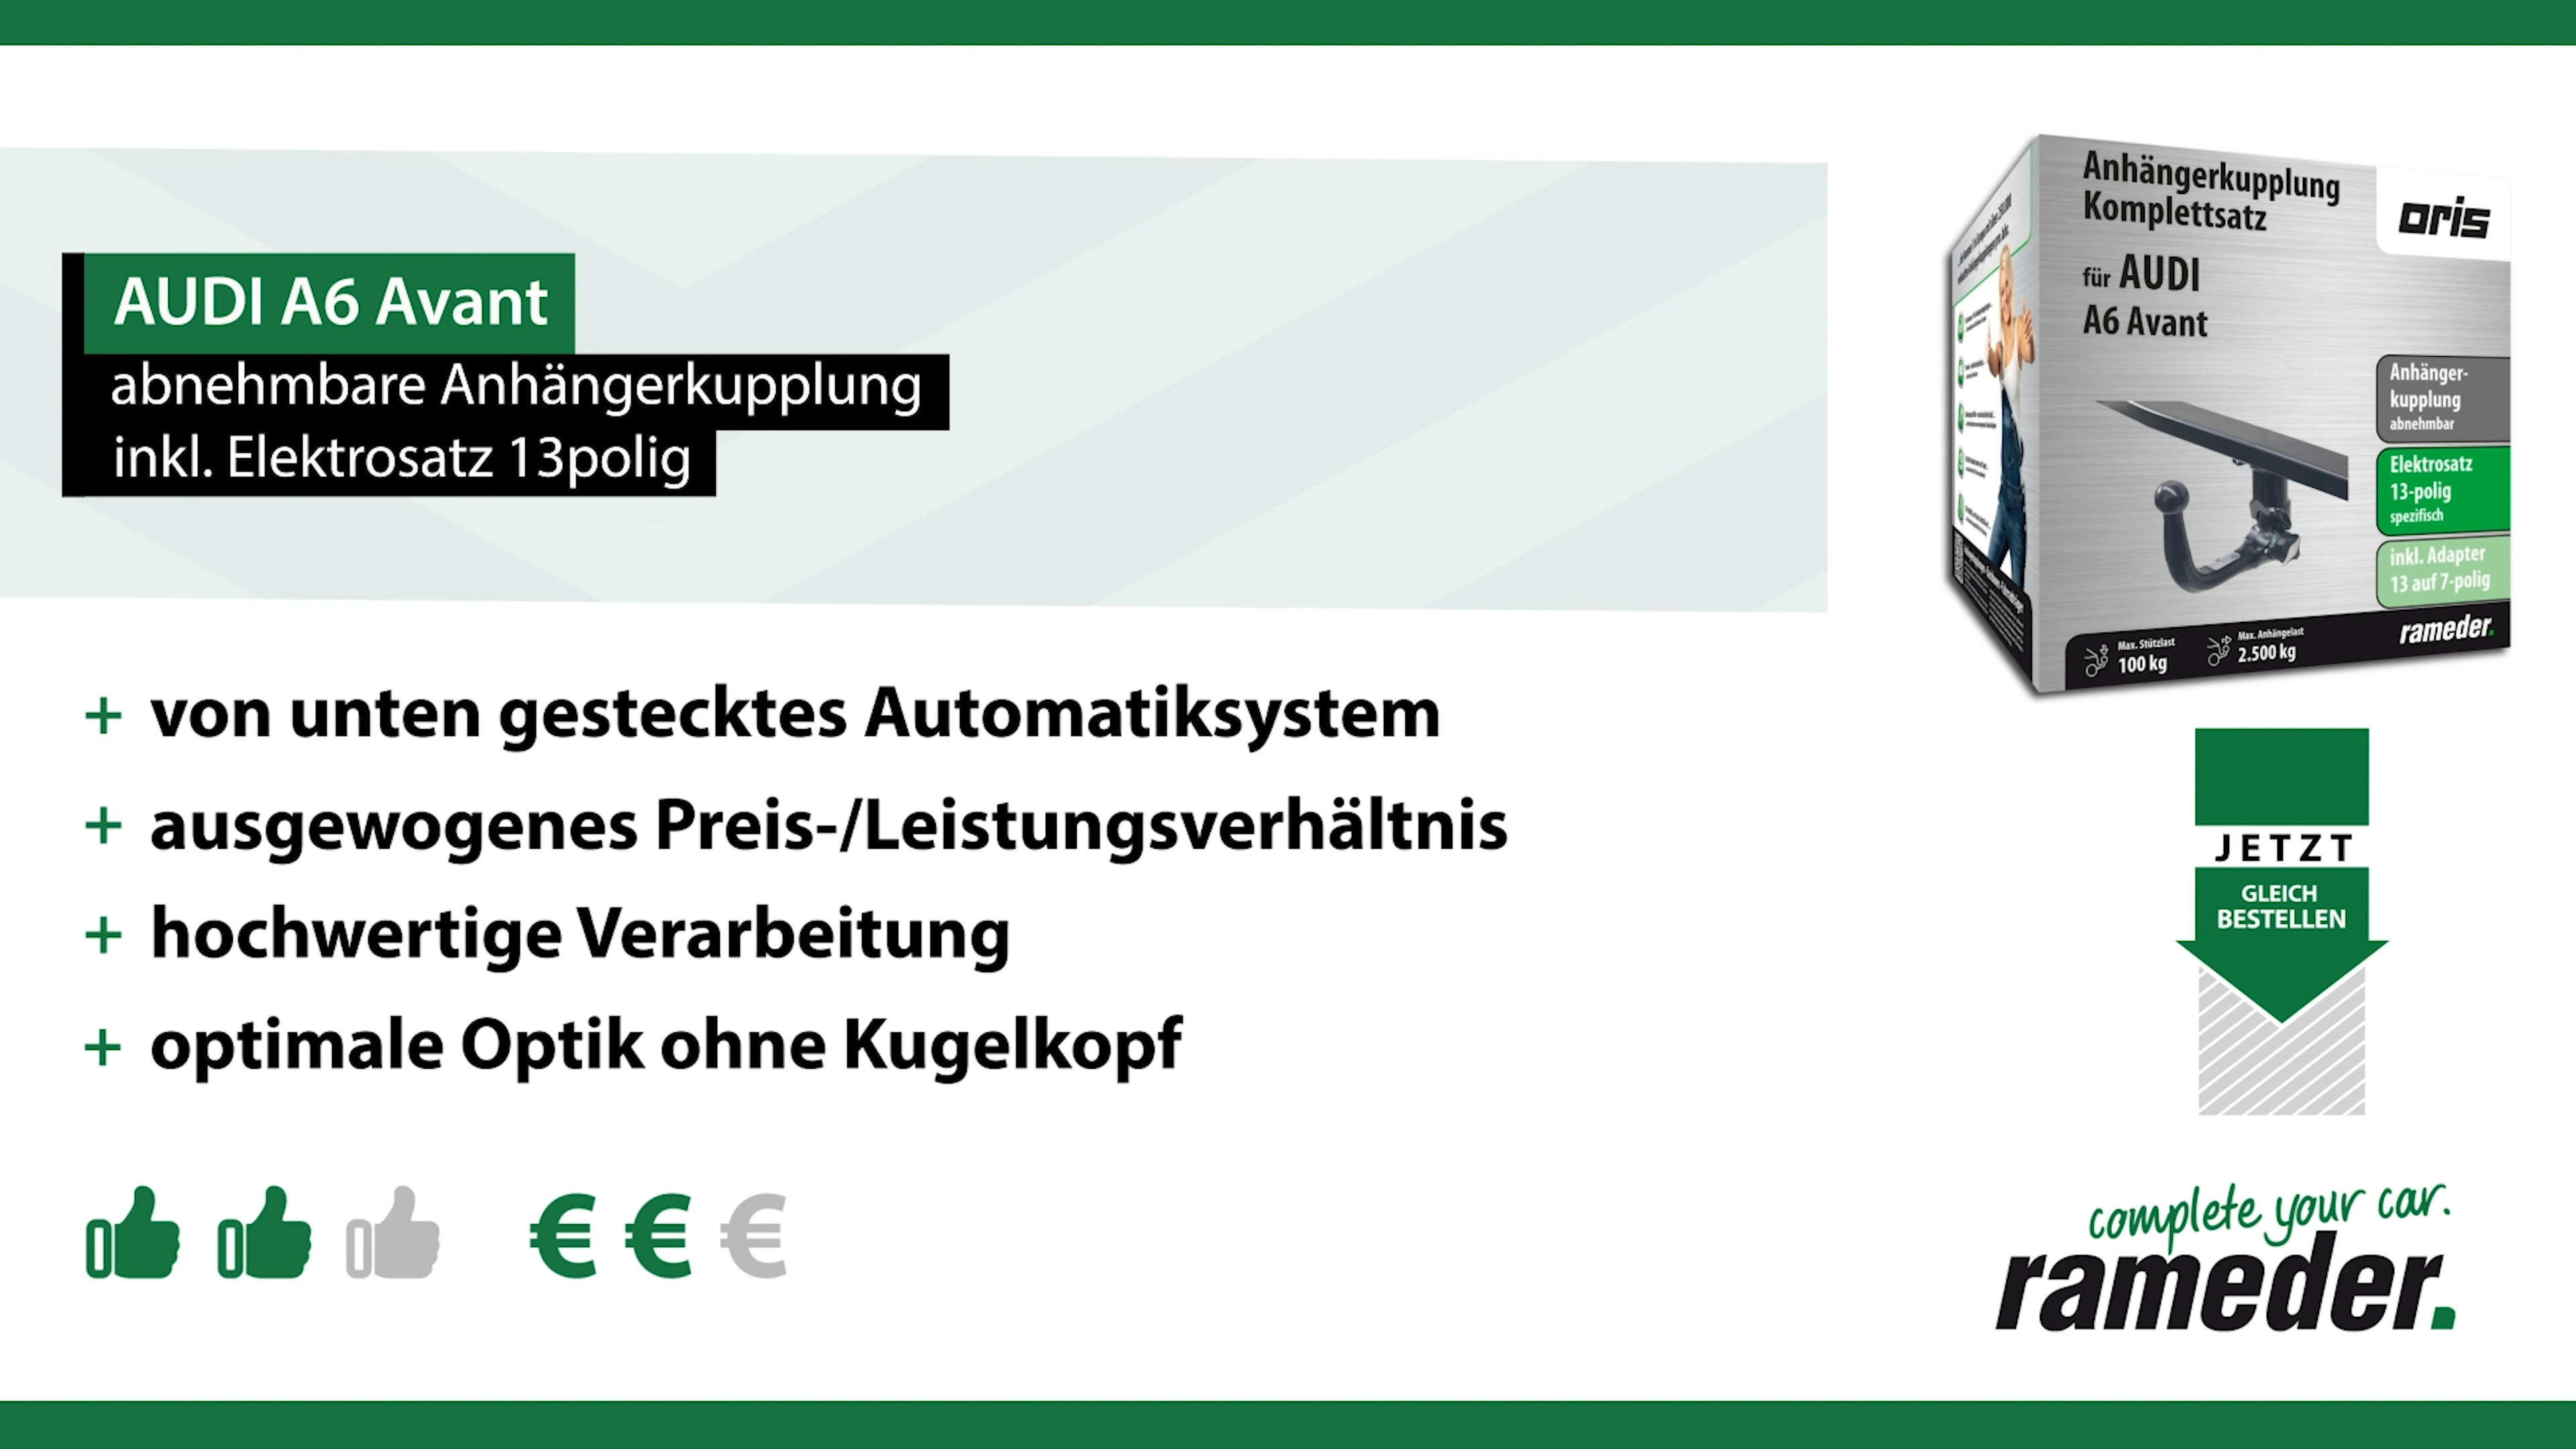 AUDI A6 Avant
abnehmbare Anhängerkupplung
inkl. Elektrosatz 13polig
+ von unten gestecktes Automatiksystem
+ ausgewogenes Preis-/Leistungsverhältnis
+ hochwertige Verarbeitung
+ optimale Optik ohne Kugelkopf
€ € €
Anhängerkupplung
Komplettsatz
für AUDI
A6 Avant
oris
Anhänger-
kupplung
abnehmbar
Elektrosatz
13-polig
spezifisch
inkl. Adapter
13 auf 7-polig
Max. Stützlast
100 kg
Max. Anhängelast
2.500 kg
rameder.
JETZT
GLEICH
BESTELLEN
complete your car.
rameder.